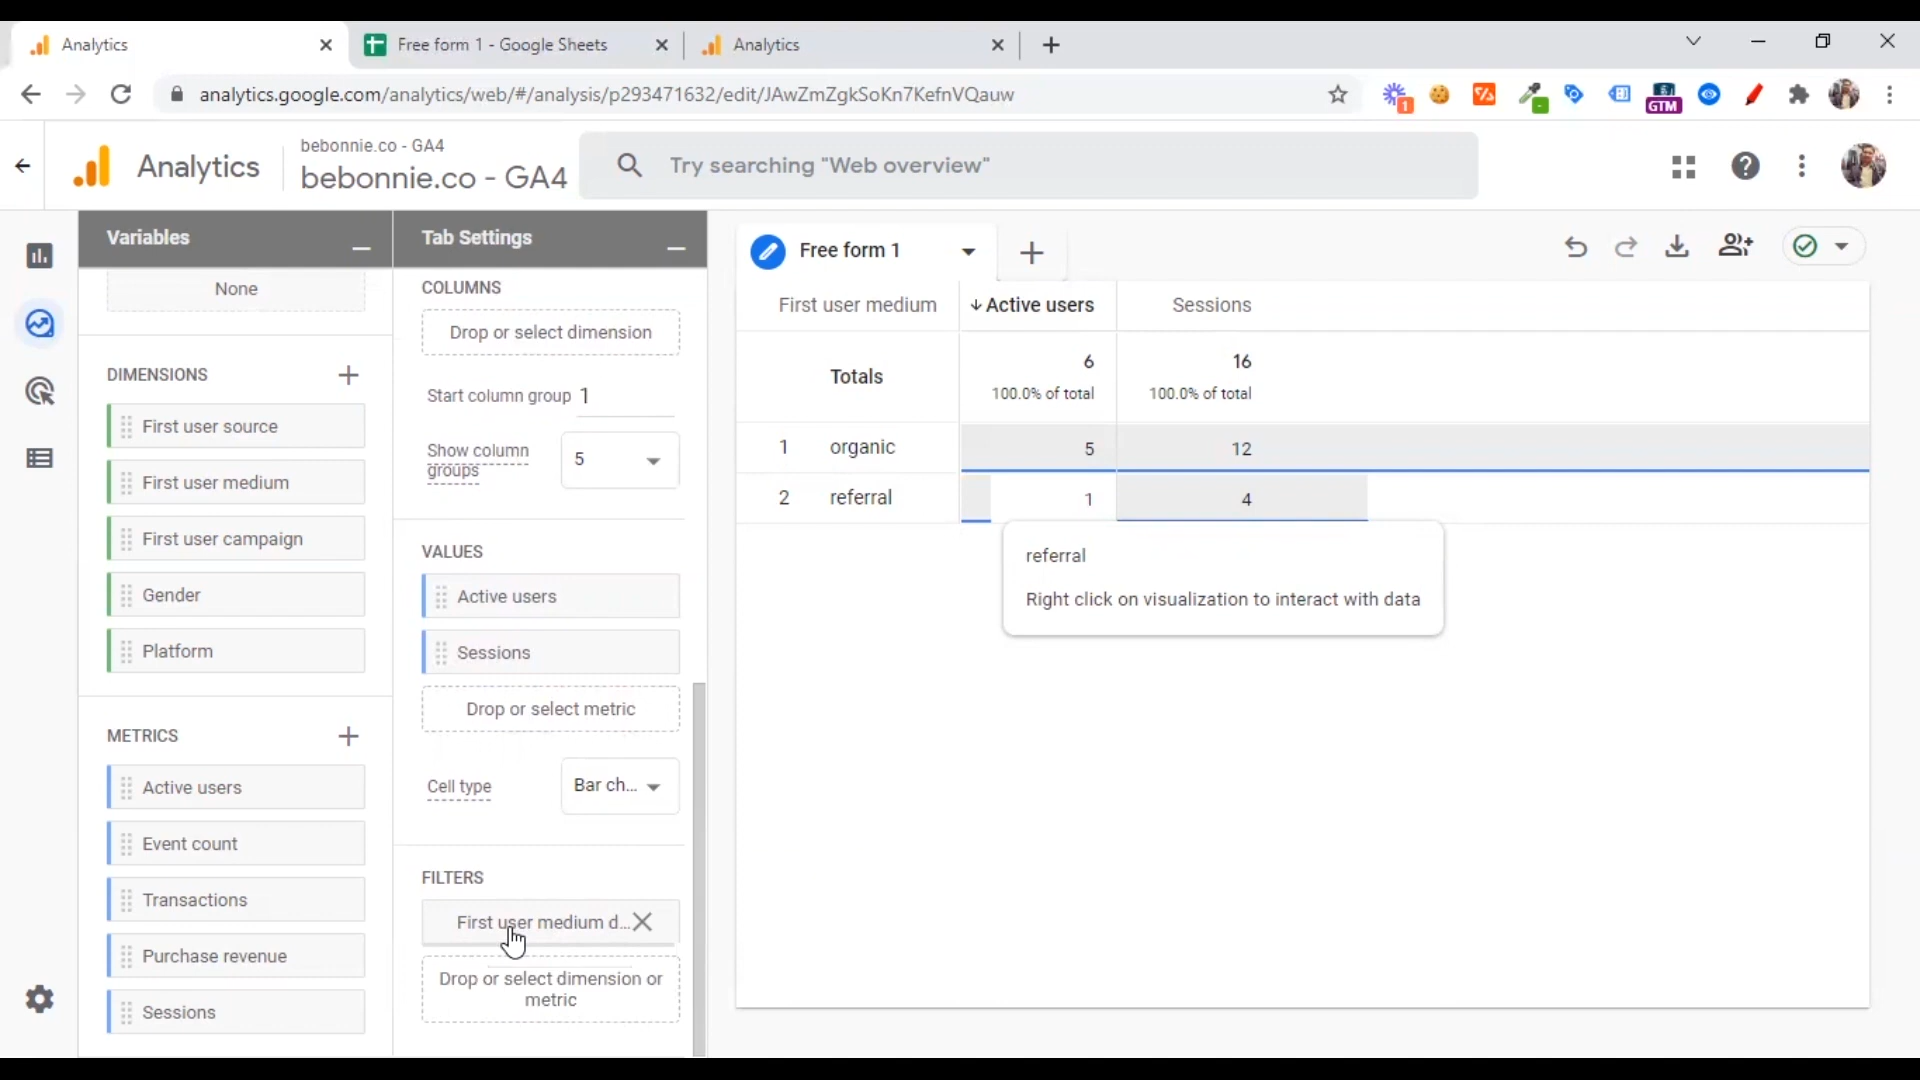 Analytics
Free form 1 - Google Sheets
Analytics
analytics.google.com/analytics/web/#/analysis/p293471632/edit/JAwZmZgkSoKn7KefnVQauw
1
GTM
Analytics
bebonnie.co - GA4
bebonnie.co - GA4
Try searching "Web overview"
Variables
None
DIMENSIONS
First user source
First user medium
First user campaign
Gender
Platform
METRICS
Active users
Event count
Transactions
Purchase revenue
Sessions
Tab Settings
COLUMNS
Drop or select dimension
Start column group 1
Show column
groups
5
VALUES
Active users
Sessions
Drop or select metric
Cell type
Bar ch...
FILTERS
First user medium d...
Drop or select dimension or
metric
Free form 1
First user medium
Active users
Sessions
Totals
6
16
100.0% of total
100.0% of total
1 organic 5 12
2 referral 1 4
referral
Right click on visualization to interact with data